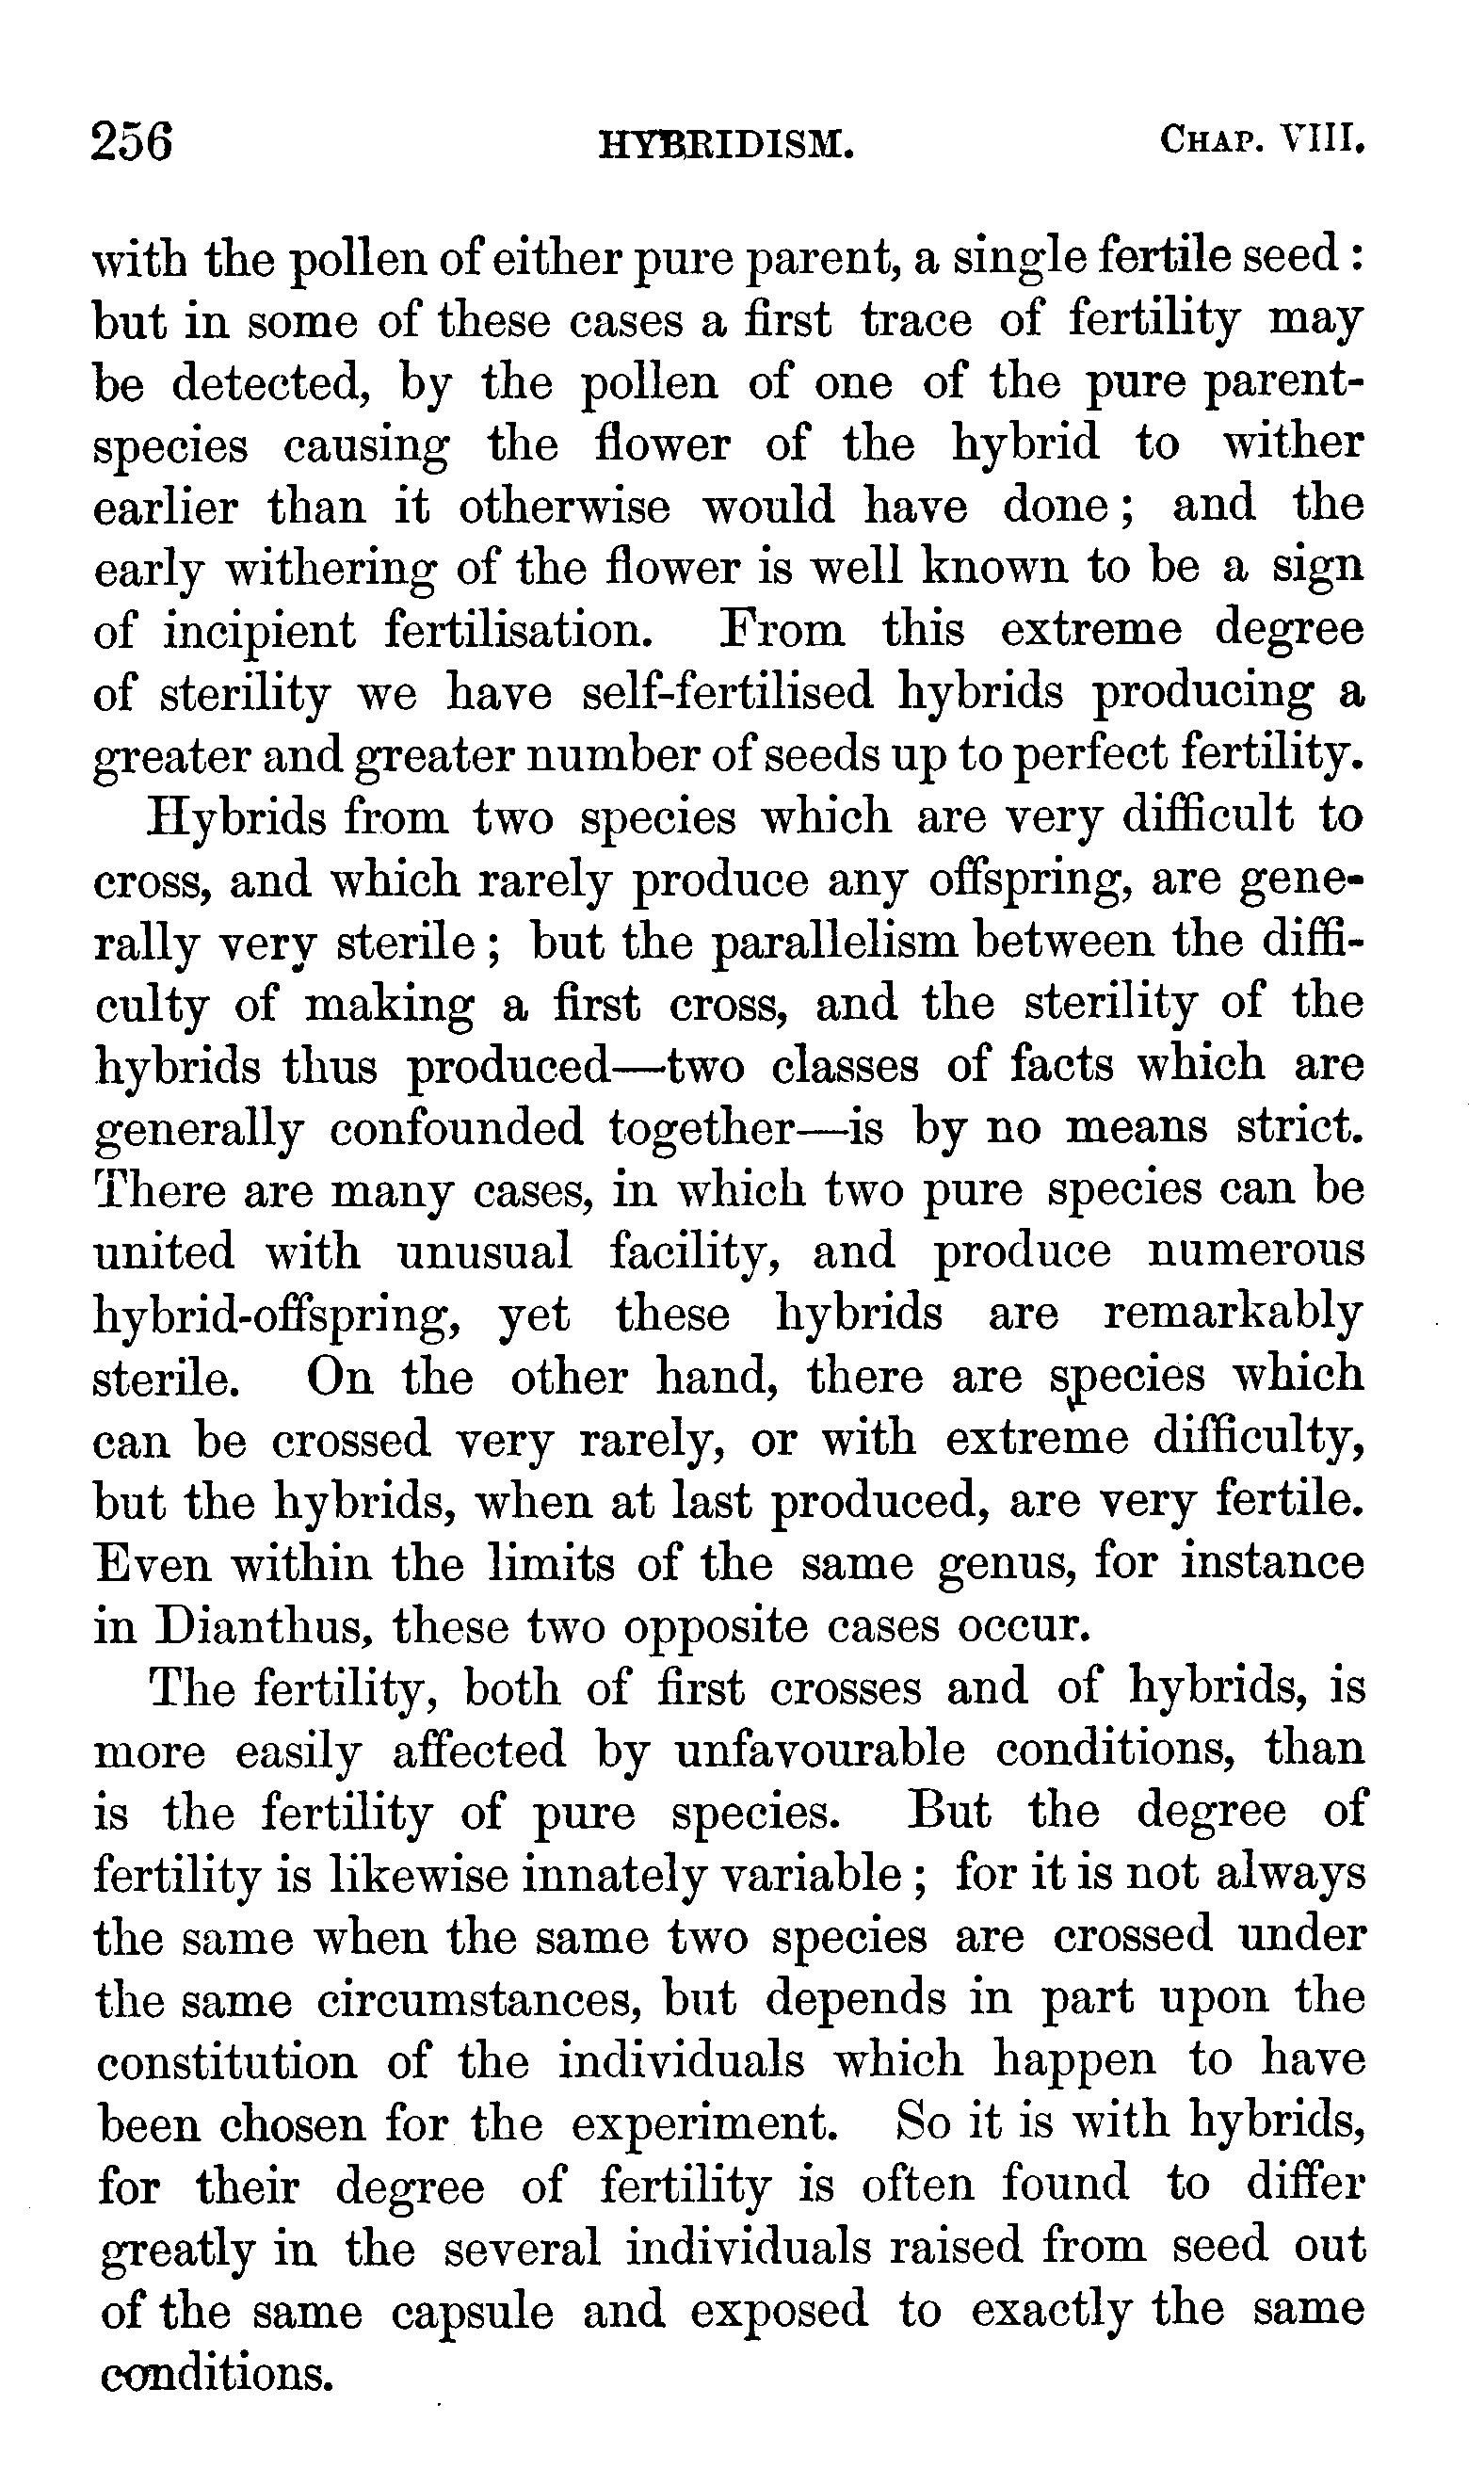 256 HYBRIDISM. CHAP. VIII.
with the pollen of either pure parent, a single fertile seed :
but in some of these cases a first trace of fertility may
be detected, by the pollen of one of the pure parent-
species causing the flower of the hybrid to wither
earlier than it otherwise would have done ; and the
early withering of the flower is well known to be a sign
of incipient fertilisation. From this extreme degree
of sterility we have self-fertilised hybrids producing a
greater and greater number of seeds up to perfect fertility.
Hybrids from two species which are very difficult to
cross, and which rarely produce any offspring, are gene-
rally very sterile ; but the parallelism between the diffi-
culty of making a first cross, and the sterility of the
hybrids thus produced—two classes of facts which are
generally confounded together—is by no means strict.
There are many cases, in which two pure species can be
united with unusual facility, and produce numerous
hybrid-offspring, yet these hybrids are remarkably
sterile. On the other hand, there are species which
can be crossed very rarely, or with extreme difficulty,
but the hybrids, when at last produced, are very fertile.
Even within the limits of the same genus, for instance
in Dianthus, these two opposite cases occur.
The fertility, both of first crosses and of hybrids, is
more easily affected by unfavourable conditions, than
is the fertility of pure species. But the degree of
fertility is likewise innately variable ; for it is not always
the same when the same two species are crossed under
the same circumstances, but depends in part upon the
constitution of the individuals which happen to have
been chosen for the experiment. So it is with hybrids,
for their degree of fertility is often found to differ
greatly in the several individuals raised from seed out
of the same capsule and exposed to exactly the same
conditions.